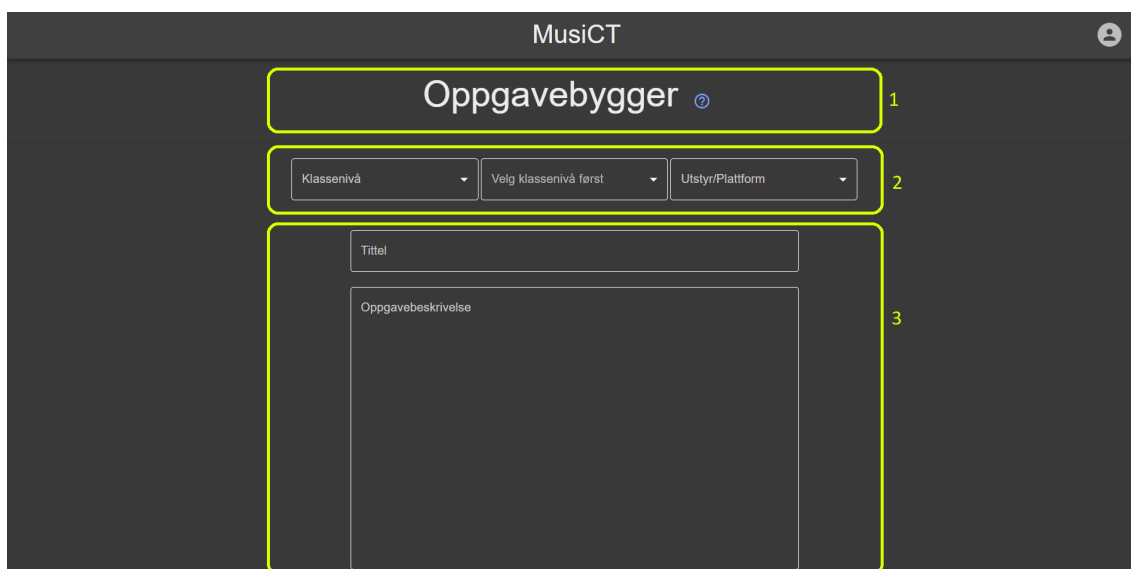 MusiCT
Oppgavebygger
1
Klassenivå Velg klassenivå først Utstyr/Plattform
2
Tittel
Oppgavebeskrivelse
3